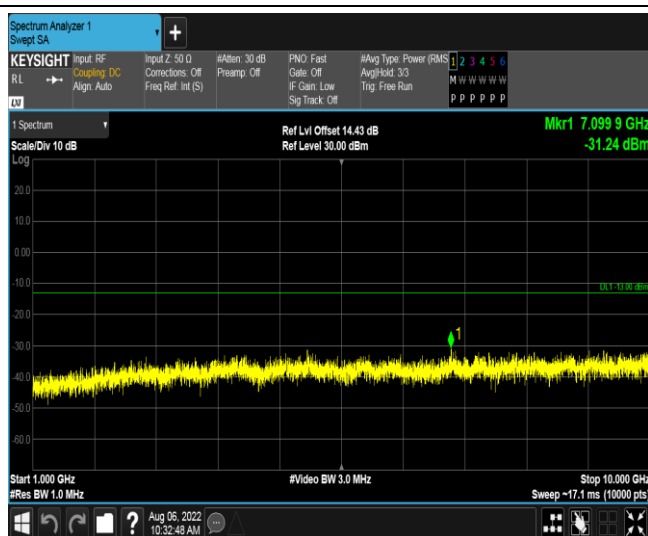 Spectrum Analyzer 1
Swept SA
KEYSIGHT
RL
LXI
Input: RF
Coupling: DC
Align: Auto
Input Z: 50 Ω
Corrections: Off
Freq Ref: Int (S)
#Atten: 30 dB
Preamp: Off
PNO: Fast
Gate: Off
IF Gain: Low
Sig Track: Off
#Avg Type: Power (RMS
Avg|Hold: 3/3
Trig: Free Run
1 2 3 4 5 6
M W W W W W
P P P P P P
1 Spectrum
Scale/Div 10 dB
Log
Ref Lvl Offset 14.43 dB
Ref Level 30.00 dBm
Mkr1 7.099 9 GHz
-31.24 dBm
20.0
10.0
0.00
-10.0
DL1 -13.00 dBm
-20.0
-30.0
1
-40.0
-50.0
-60.0
Start 1.000 GHz
#Res BW 1.0 MHz
#Video BW 3.0 MHz
Stop 10.000 GHz
Sweep ~17.1 ms (10000 pts)
?
Aug 06, 2022
10:32:48 AM